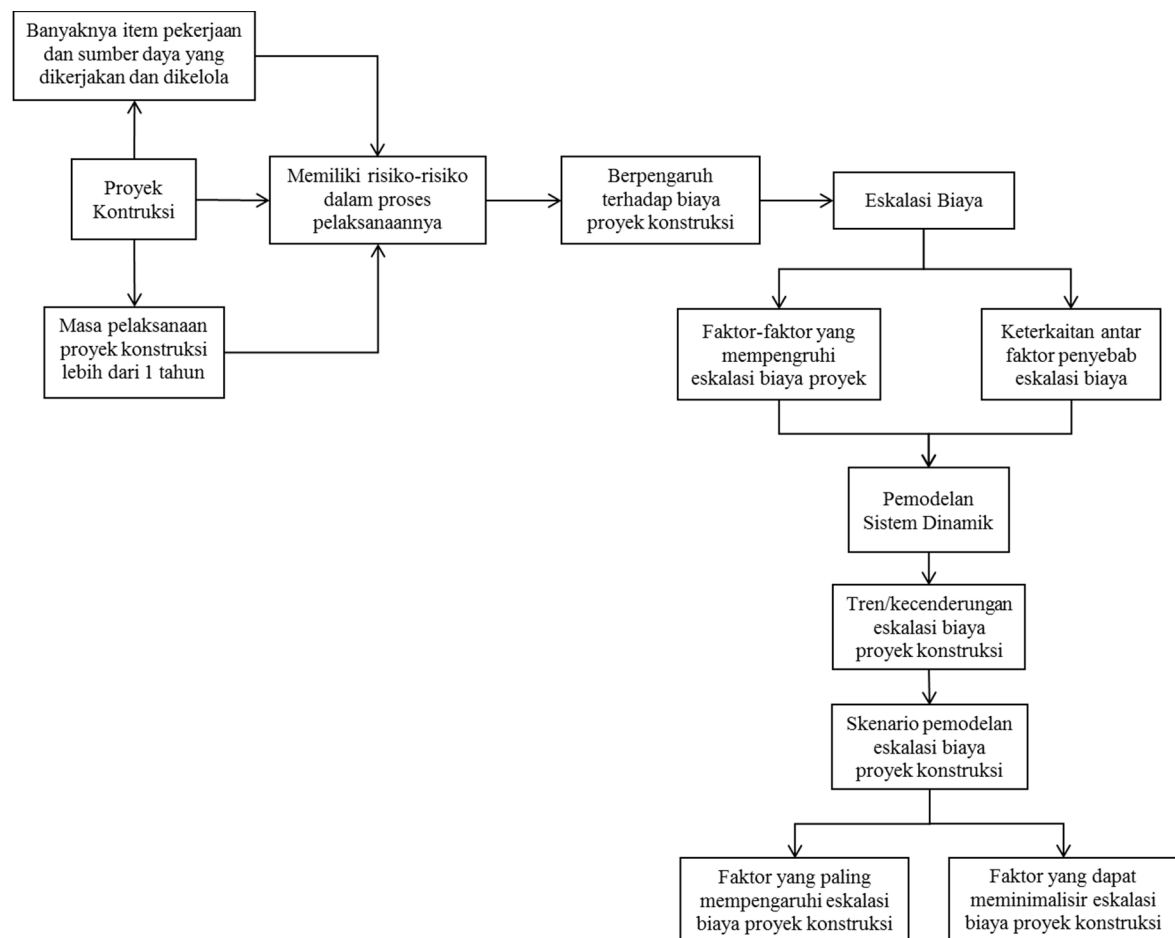 Banyaknya item pekerjaan
dan sumber daya yang
dikerjakan dan dikelola
Proyek
Kontruksi
Masa pelaksanaan
proyek konstruksi
lebih dari 1 tahun
Memiliki risiko-risiko
dalam proses
pelaksanaannya
Berpengaruh
terhadap biaya
proyek konstruksi
Eskalasi Biaya
Faktor-faktor yang
mempengruhi
eskalasi biaya proyek
Keterkaitan antar
faktor penyebab
eskalasi biaya
Pemodelan
Sistem Dinamik
Tren/kecenderungan
eskalasi biaya
proyek konstruksi
Skenario pemodelan
eskalasi biaya
proyek konstruksi
Faktor yang paling
mempengaruhi eskalasi
biaya proyek konstruksi
Faktor yang dapat
meminimalisir eskalasi
biaya proyek konstruksi